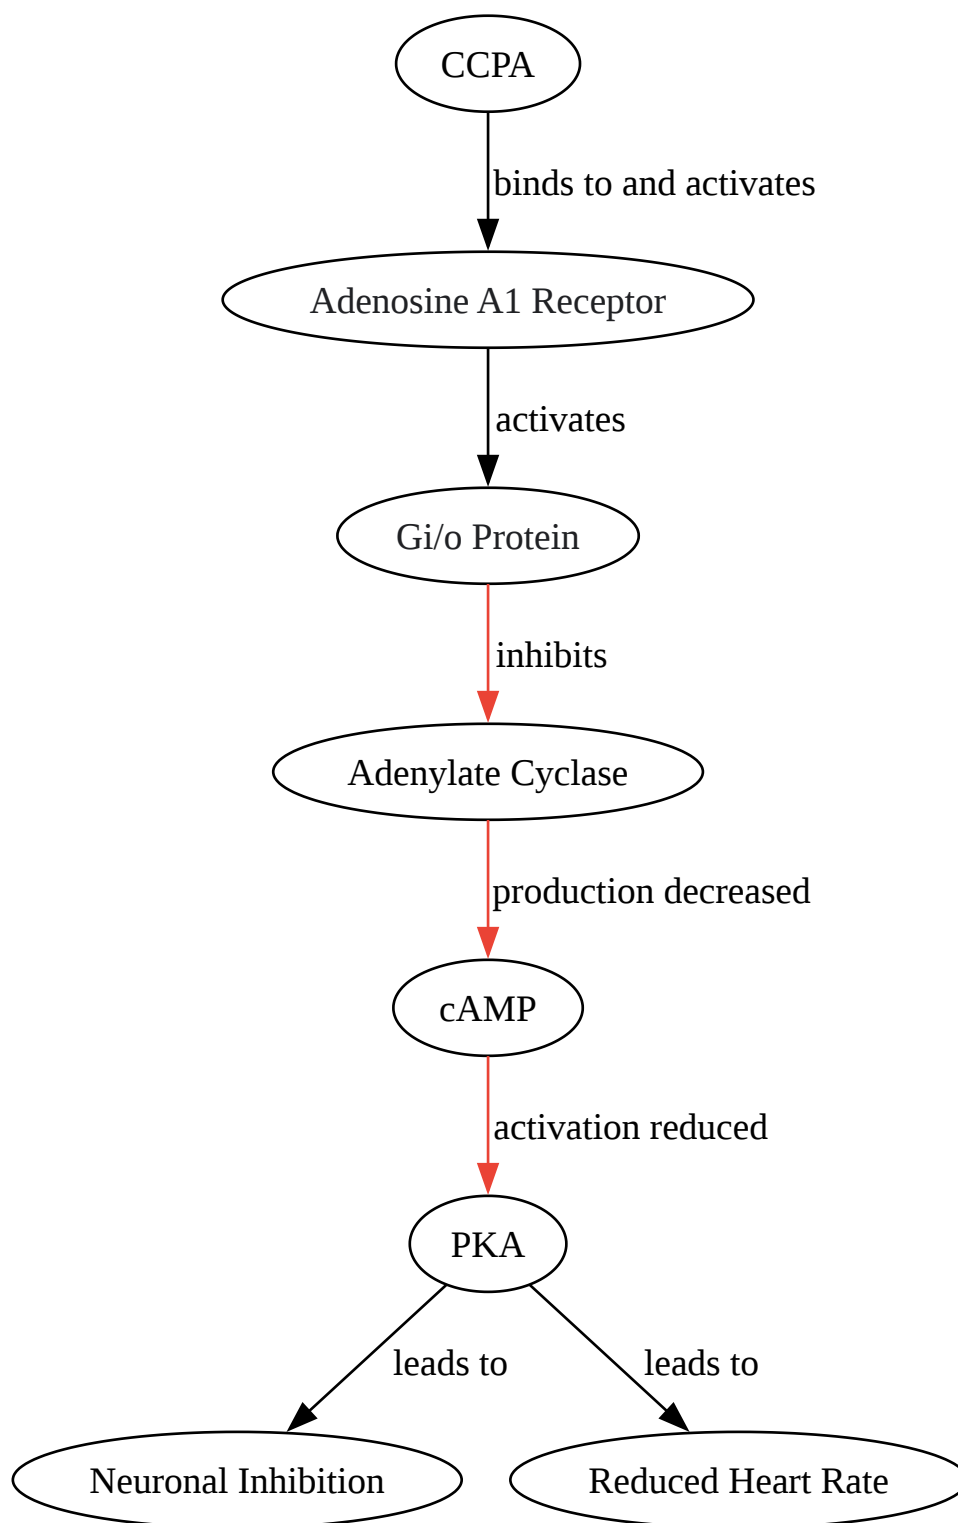 CCPA
binds to and activates
Adenosine A1 Receptor
activates
Gi/o Protein
inhibits
Adenylate Cyclase
production decreased
cAMP
activation reduced
PKA
leads to
leads to
Neuronal Inhibition
Reduced Heart Rate